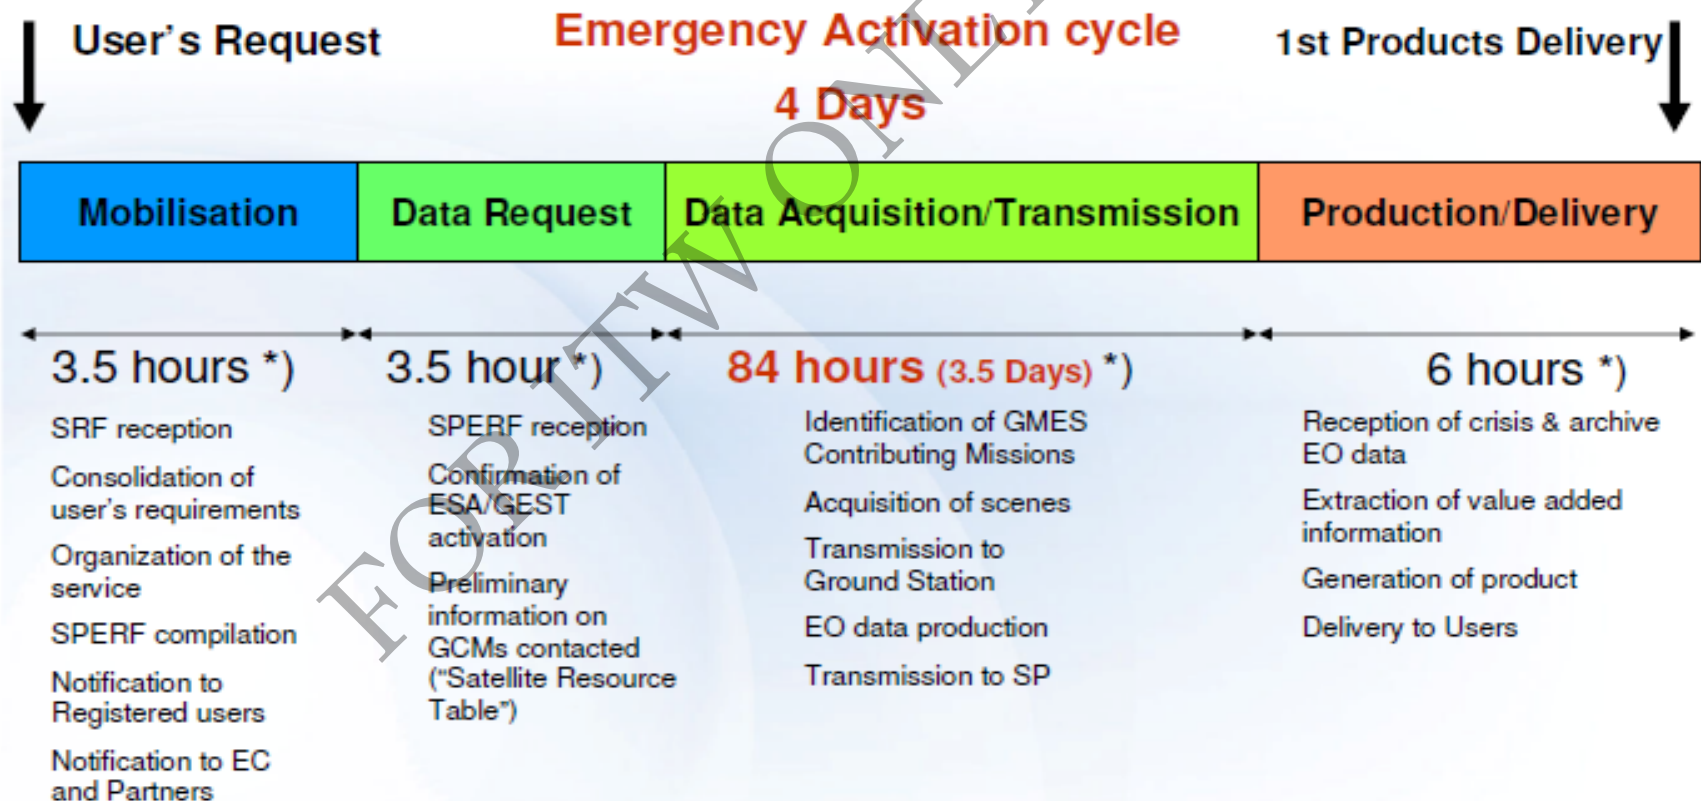 User's Request
Emergency Activation cycle
4 Days
1st Products Delivery
Mobilisation
Data Request
Data Acquisition/Transmission
Production/Delivery
3.5 hours *)
SRF reception
Consolidation of
user's requirements
Organization of the
service
SPERF compilation
Notification to
Registered users
Notification to EC
and Partners
3.5 hour *)
SPERF reception
Confirmation of
ESA/GEST
activation
Preliminary
information on
GCMs contacted
("Satellite Resource
Table")
84 hours (3.5 Days) *)
Identification of GMES
Contributing Missions
Acquisition of scenes
Transmission to
Ground Station
EO data production
Transmission to SP
6 hours *)
Reception of crisis & archive
EO data
Extraction of value added
information
Generation of product
Delivery to Users
FOR ITW ONL